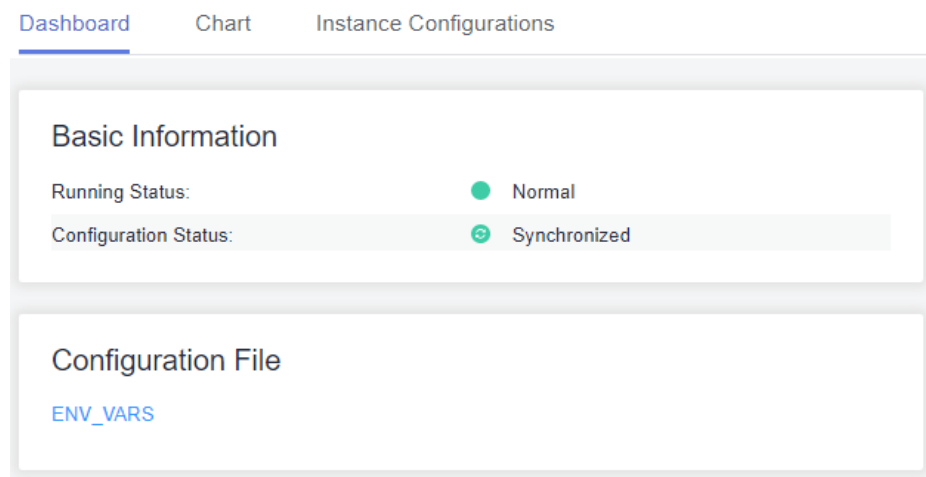 Dashboard Chart Instance Configurations
Basic Information
Running Status: Normal
Configuration Status: Synchronized
Configuration File
ENV_VARS